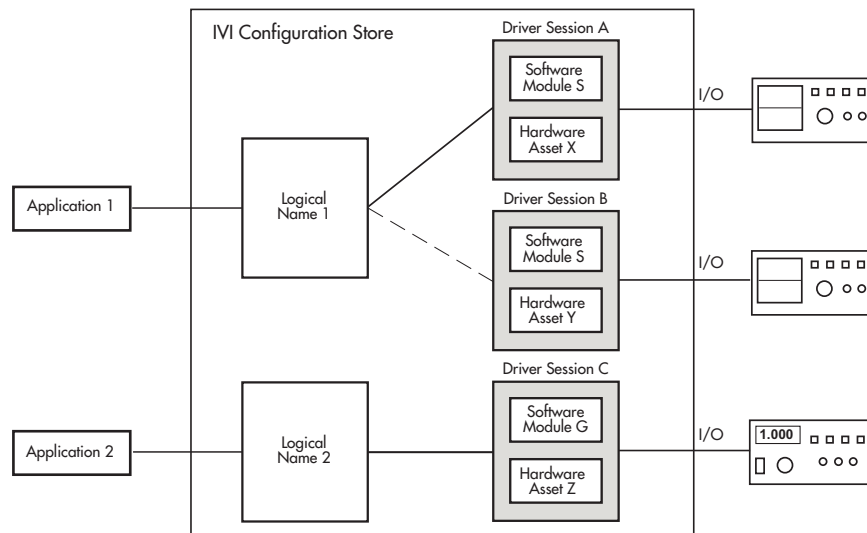 IVI Configuration Store
Driver Session A
Software
Module S
Hardware
Asset X
I/O
Application 1
Logical
Name 1
Driver Session B
Software
Module S
Hardware
Asset Y
I/O
Driver Session C
Software
Module G
Hardware
Asset Z
I/O
1.000
Application 2
Logical
Name 2